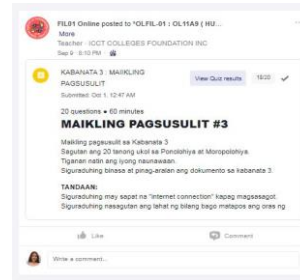 FIL01 Online posted to *OLFIL-01 : OL11A9 ( HU...
More
Teacher · ICCT COLLEGES FOUNDATION INC
Sep 9 · 8:10 PM ·
KABANATA 3 : MAIKLING PAGSUSULIT
View Quiz results
Submitted: Oct 1, 12:47 AM
20 questions • 60 minutes
MAIKLING PAGSUSULIT #3
Maikling pagsusulit sa Kabanata 3
Sagutan ang 20 tanong ukol sa Ponolohiya at Moropolohiya.
Tiganan natin ang iyong naunawaan.
Siguraduhing binasa at pinag-aralan ang dokumento sa kabanata 3.
TANDAAN:
Siguraduhing may sapat na "internet connection" kapag magsasagot.
Siguraduhing nasagutan ang lahat ng bilang bago matapos ang oras ng
Like
Comment
Write a comment...